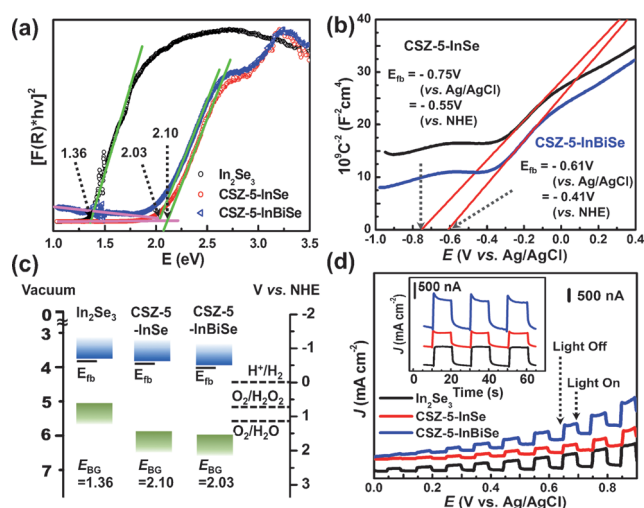 (a)
[F(R)*hν]²
1.36
2.03
2.10
In₂Se₃
CSZ-5-InSe
CSZ-5-InBiSe
1.0 1.5 2.0 2.5 3.0 3.5
E (eV)
(b)
10⁹C⁻² (F⁻²cm⁴)
60
50
40
30
20
10
0
CSZ-5-InSe
E_fb = - 0.75V
(vs. Ag/AgCl)
= - 0.55V
(vs. NHE)
CSZ-5-InBiSe
E_fb = - 0.61V
(vs. Ag/AgCl)
= - 0.41V
(vs. NHE)
-1.0 -0.8 -0.6 -0.4 -0.2 0.0 0.2 0.4
E (V vs. Ag/AgCl)
(c)
Vacuum
V vs. NHE
In₂Se₃
CSZ-5
-InSe
CSZ-5
-InBiSe
0
3
4
5
6
7
E_fb
E_fb
E_fb
-2
-1
0
1
2
3
H⁺/H₂
O₂/H₂O₂
O₂/H₂O
E_BG
=1.36
E_BG
=2.10
E_BG
=2.03
(d)
J (mA cm⁻²)
500 nA
500 nA
J (mA cm⁻²)
0 20 40 60
Time (s)
Light Off
Light On
In₂Se₃
CSZ-5-InSe
CSZ-5-InBiSe
0.0 0.2 0.4 0.6 0.8
E (V vs. Ag/AgCl)